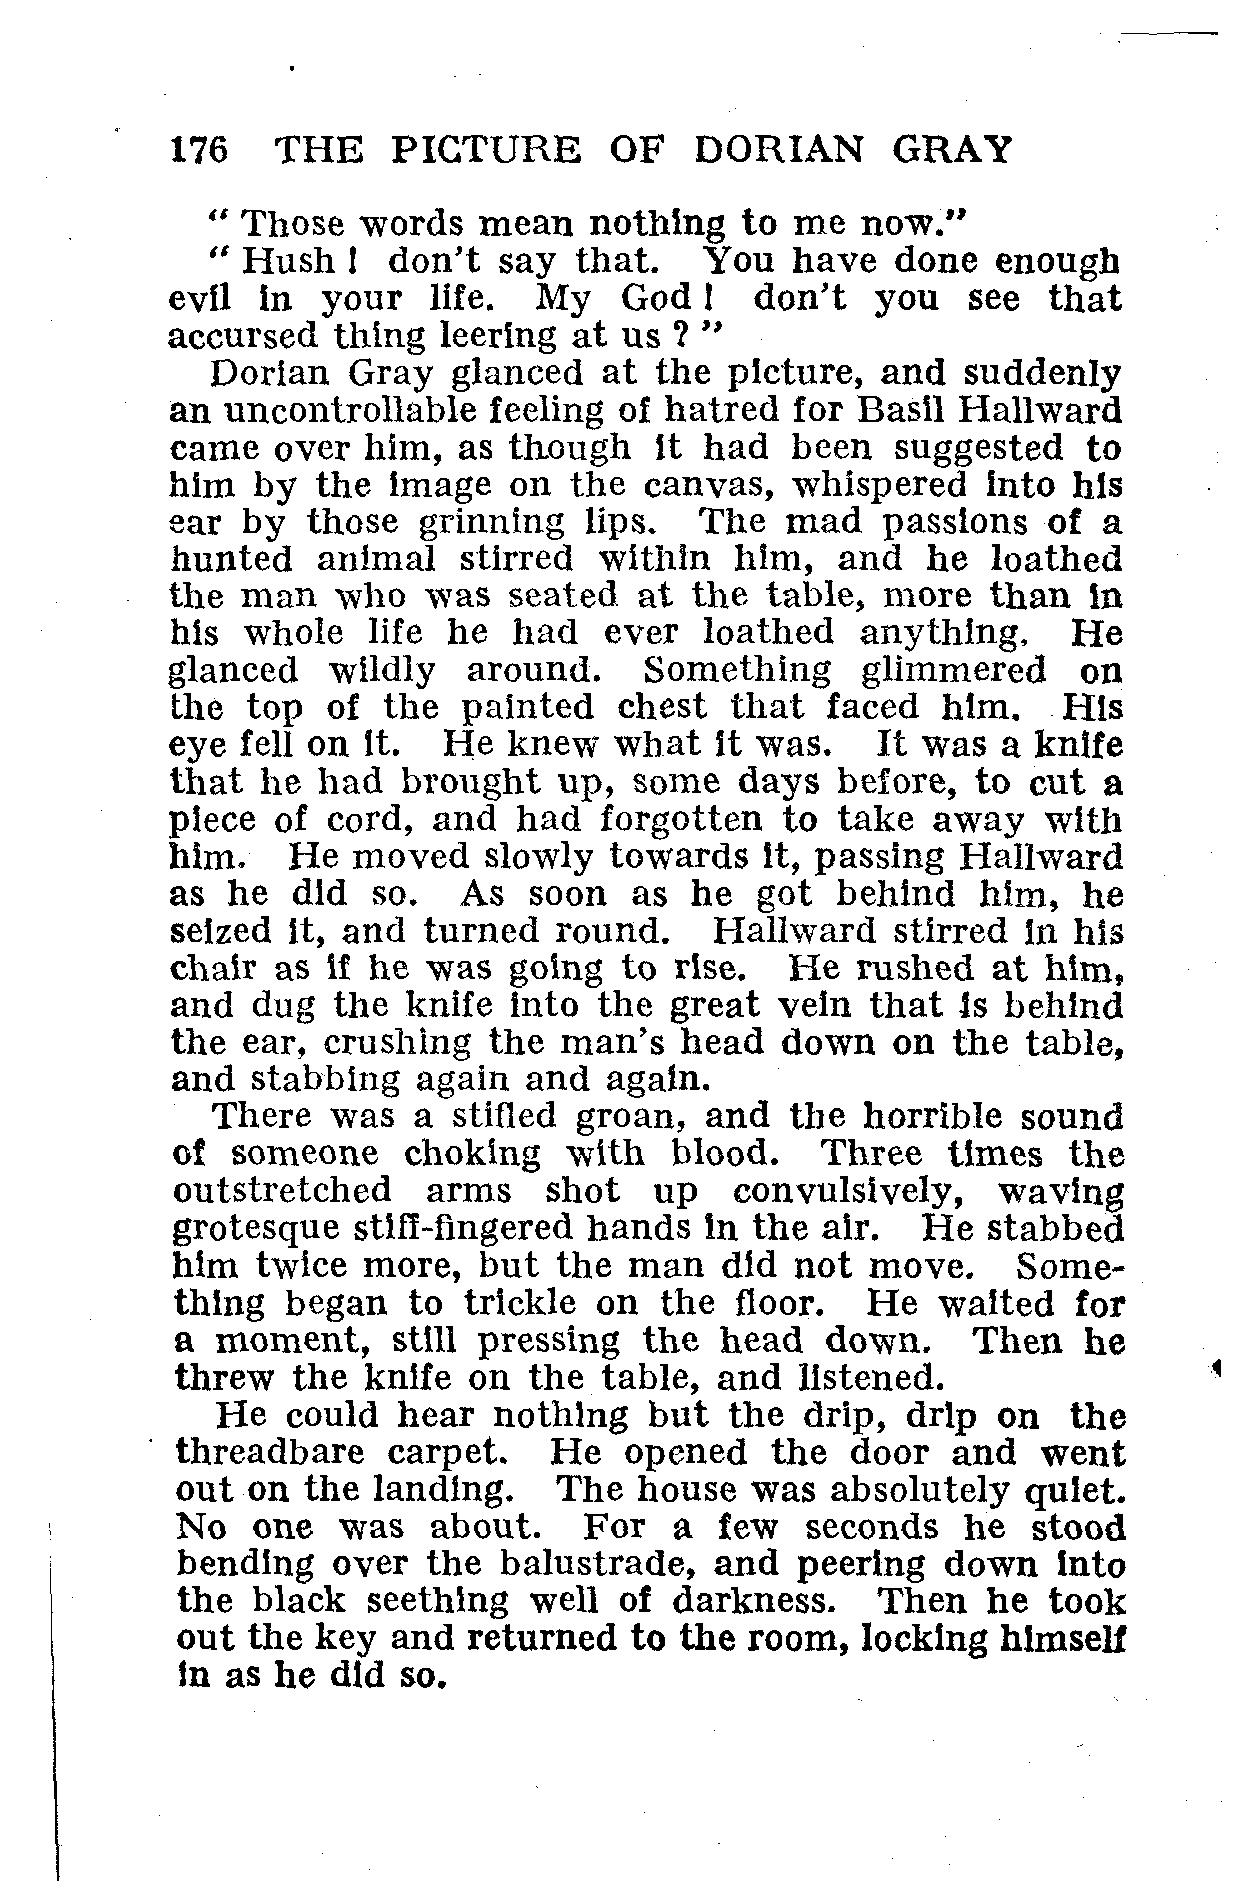 176 THE PICTURE OF DORIAN GRAY
" Those words mean nothing to me now."
" Hush ! don't say that. You have done enough
evil in your life. My God ! don't you see that
accursed thing leering at us ? "
Dorian Gray glanced at the picture, and suddenly
an uncontrollable feeling of hatred for Basil Hallward
came over him, as though it had been suggested to
him by the image on the canvas, whispered into his
ear by those grinning lips. The mad passions of a
hunted animal stirred within him, and he loathed
the man who was seated at the table, more than in
his whole life he had ever loathed anything. He
glanced wildly around. Something glimmered on
the top of the painted chest that faced him. His
eye fell on it. He knew what it was. It was a knife
that he had brought up, some days before, to cut a
piece of cord, and had forgotten to take away with
him. He moved slowly towards it, passing Hallward
as he did so. As soon as he got behind him, he
seized it, and turned round. Hallward stirred in his
chair as if he was going to rise. He rushed at him,
and dug the knife into the great vein that is behind
the ear, crushing the man's head down on the table,
and stabbing again and again.
There was a stifled groan, and the horrible sound
of someone choking with blood. Three times the
outstretched arms shot up convulsively, waving
grotesque stiff-fingered hands in the air. He stabbed
him twice more, but the man did not move. Some-
thing began to trickle on the floor. He waited for
a moment, still pressing the head down. Then he
threw the knife on the table, and listened.
He could hear nothing but the drip, drip on the
threadbare carpet. He opened the door and went
out on the landing. The house was absolutely quiet.
No one was about. For a few seconds he stood
bending over the balustrade, and peering down into
the black seething well of darkness. Then he took
out the key and returned to the room, locking himself
in as he did so.